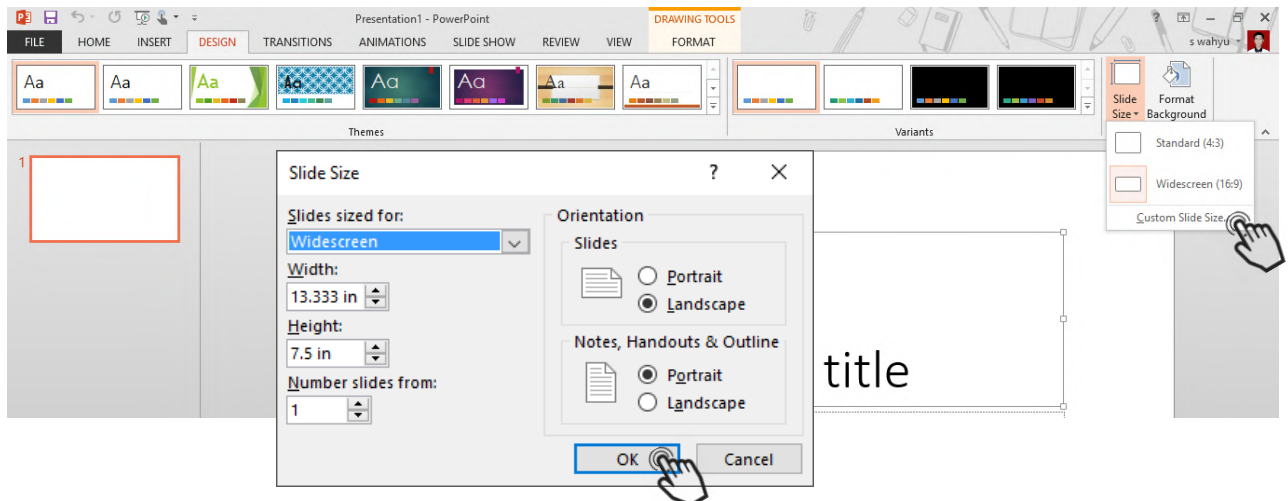 Presentation1 - PowerPoint
DRAWING TOOLS
?
FILE HOME INSERT DESIGN TRANSITIONS ANIMATIONS SLIDE SHOW REVIEW VIEW FORMAT
s wahyu
Aa Aa Aa Aa Aa Aa Aa Aa
Slide Size
Format Background
Themes
Variants
Standard (4:3)
Widescreen (16:9)
Custom Slide Size...
1
Slide Size
?
Slides sized for:
Widescreen
Width:
13.333 in
Height:
7.5 in
Number slides from:
1
Orientation
Slides
Portrait
Landscape
Notes, Handouts & Outline
Portrait
Landscape
OK
Cancel
title